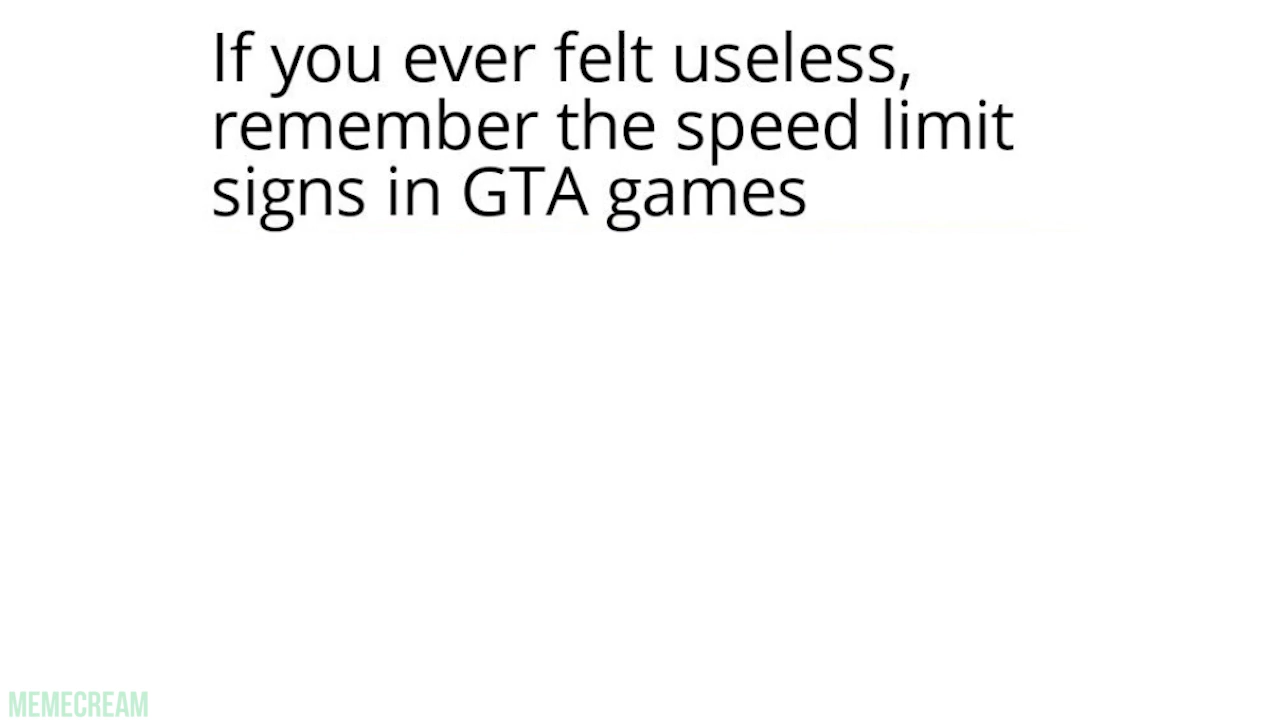 If you ever felt useless,
remember the speed limit
signs in GTA games
MEMECREAM